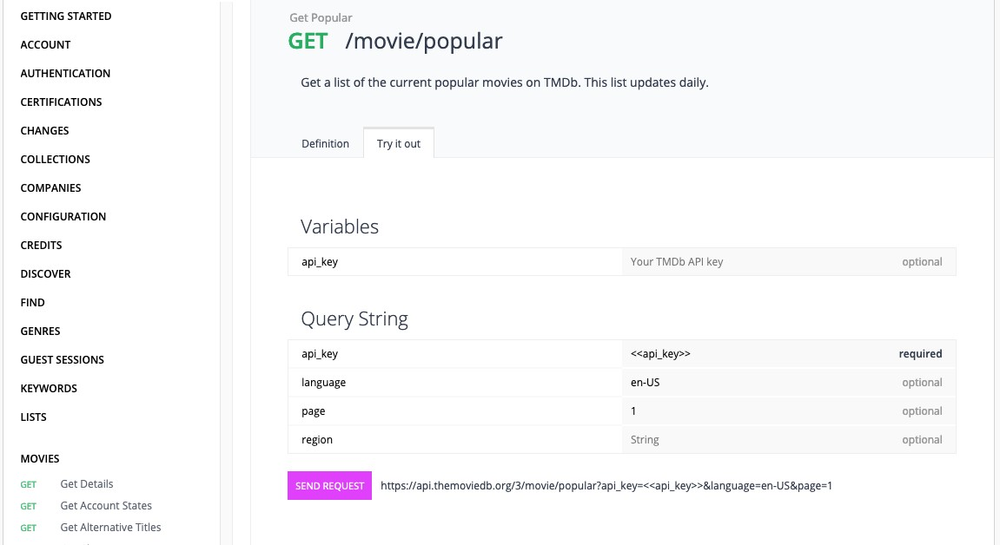 GETTING STARTED
ACCOUNT
AUTHENTICATION
CERTIFICATIONS
CHANGES
COLLECTIONS
COMPANIES
CONFIGURATION
CREDITS
DISCOVER
FIND
GENRES
GUEST SESSIONS
KEYWORDS
LISTS
MOVIES
GET Get Details
GET Get Account States
GET Get Alternative Titles
Get Popular
GET /movie/popular
Get a list of the current popular movies on TMDb. This list updates daily.
Definition Try it out
Variables
api_key Your TMDb API key optional
Query String
api_key <<api_key>> required
language en-US optional
page 1 optional
region String optional
SEND REQUEST https://api.themoviedb.org/3/movie/popular?api_key=<<api_key>>&language=en-US&page=1